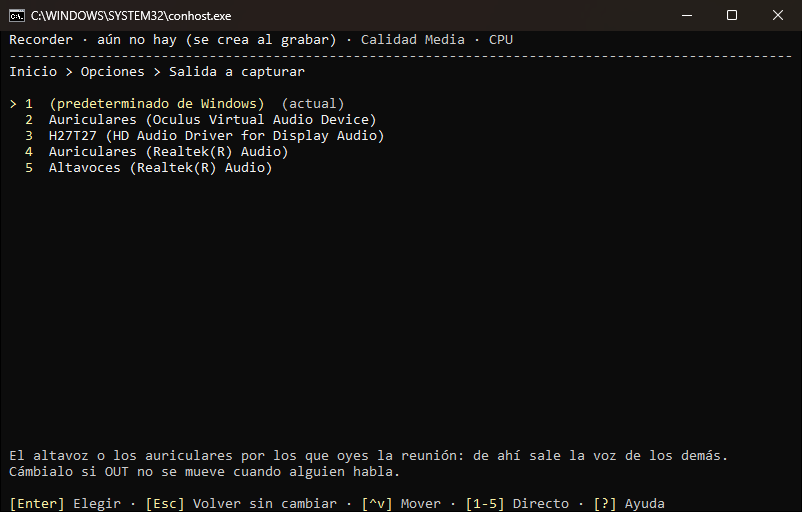 C:\WINDOWS\SYSTEM32\conhost.exe
Recorder · aún no hay (se crea al grabar) · Calidad Media · CPU
--------------------------------------------------------------------------------------------------
Inicio > Opciones > Salida a capturar
> 1  (predeterminado de Windows)  (actual)
2  Auriculares (Oculus Virtual Audio Device)
3  H27T27 (HD Audio Driver for Display Audio)
4  Auriculares (Realtek(R) Audio)
5  Altavoces (Realtek(R) Audio)
El altavoz o los auriculares por los que oyes la reunión: de ahí sale la voz de los demás.
Cámbialo si OUT no se mueve cuando alguien habla.
[Enter] Elegir · [Esc] Volver sin cambiar · [^v] Mover · [1-5] Directo · [?] Ayuda